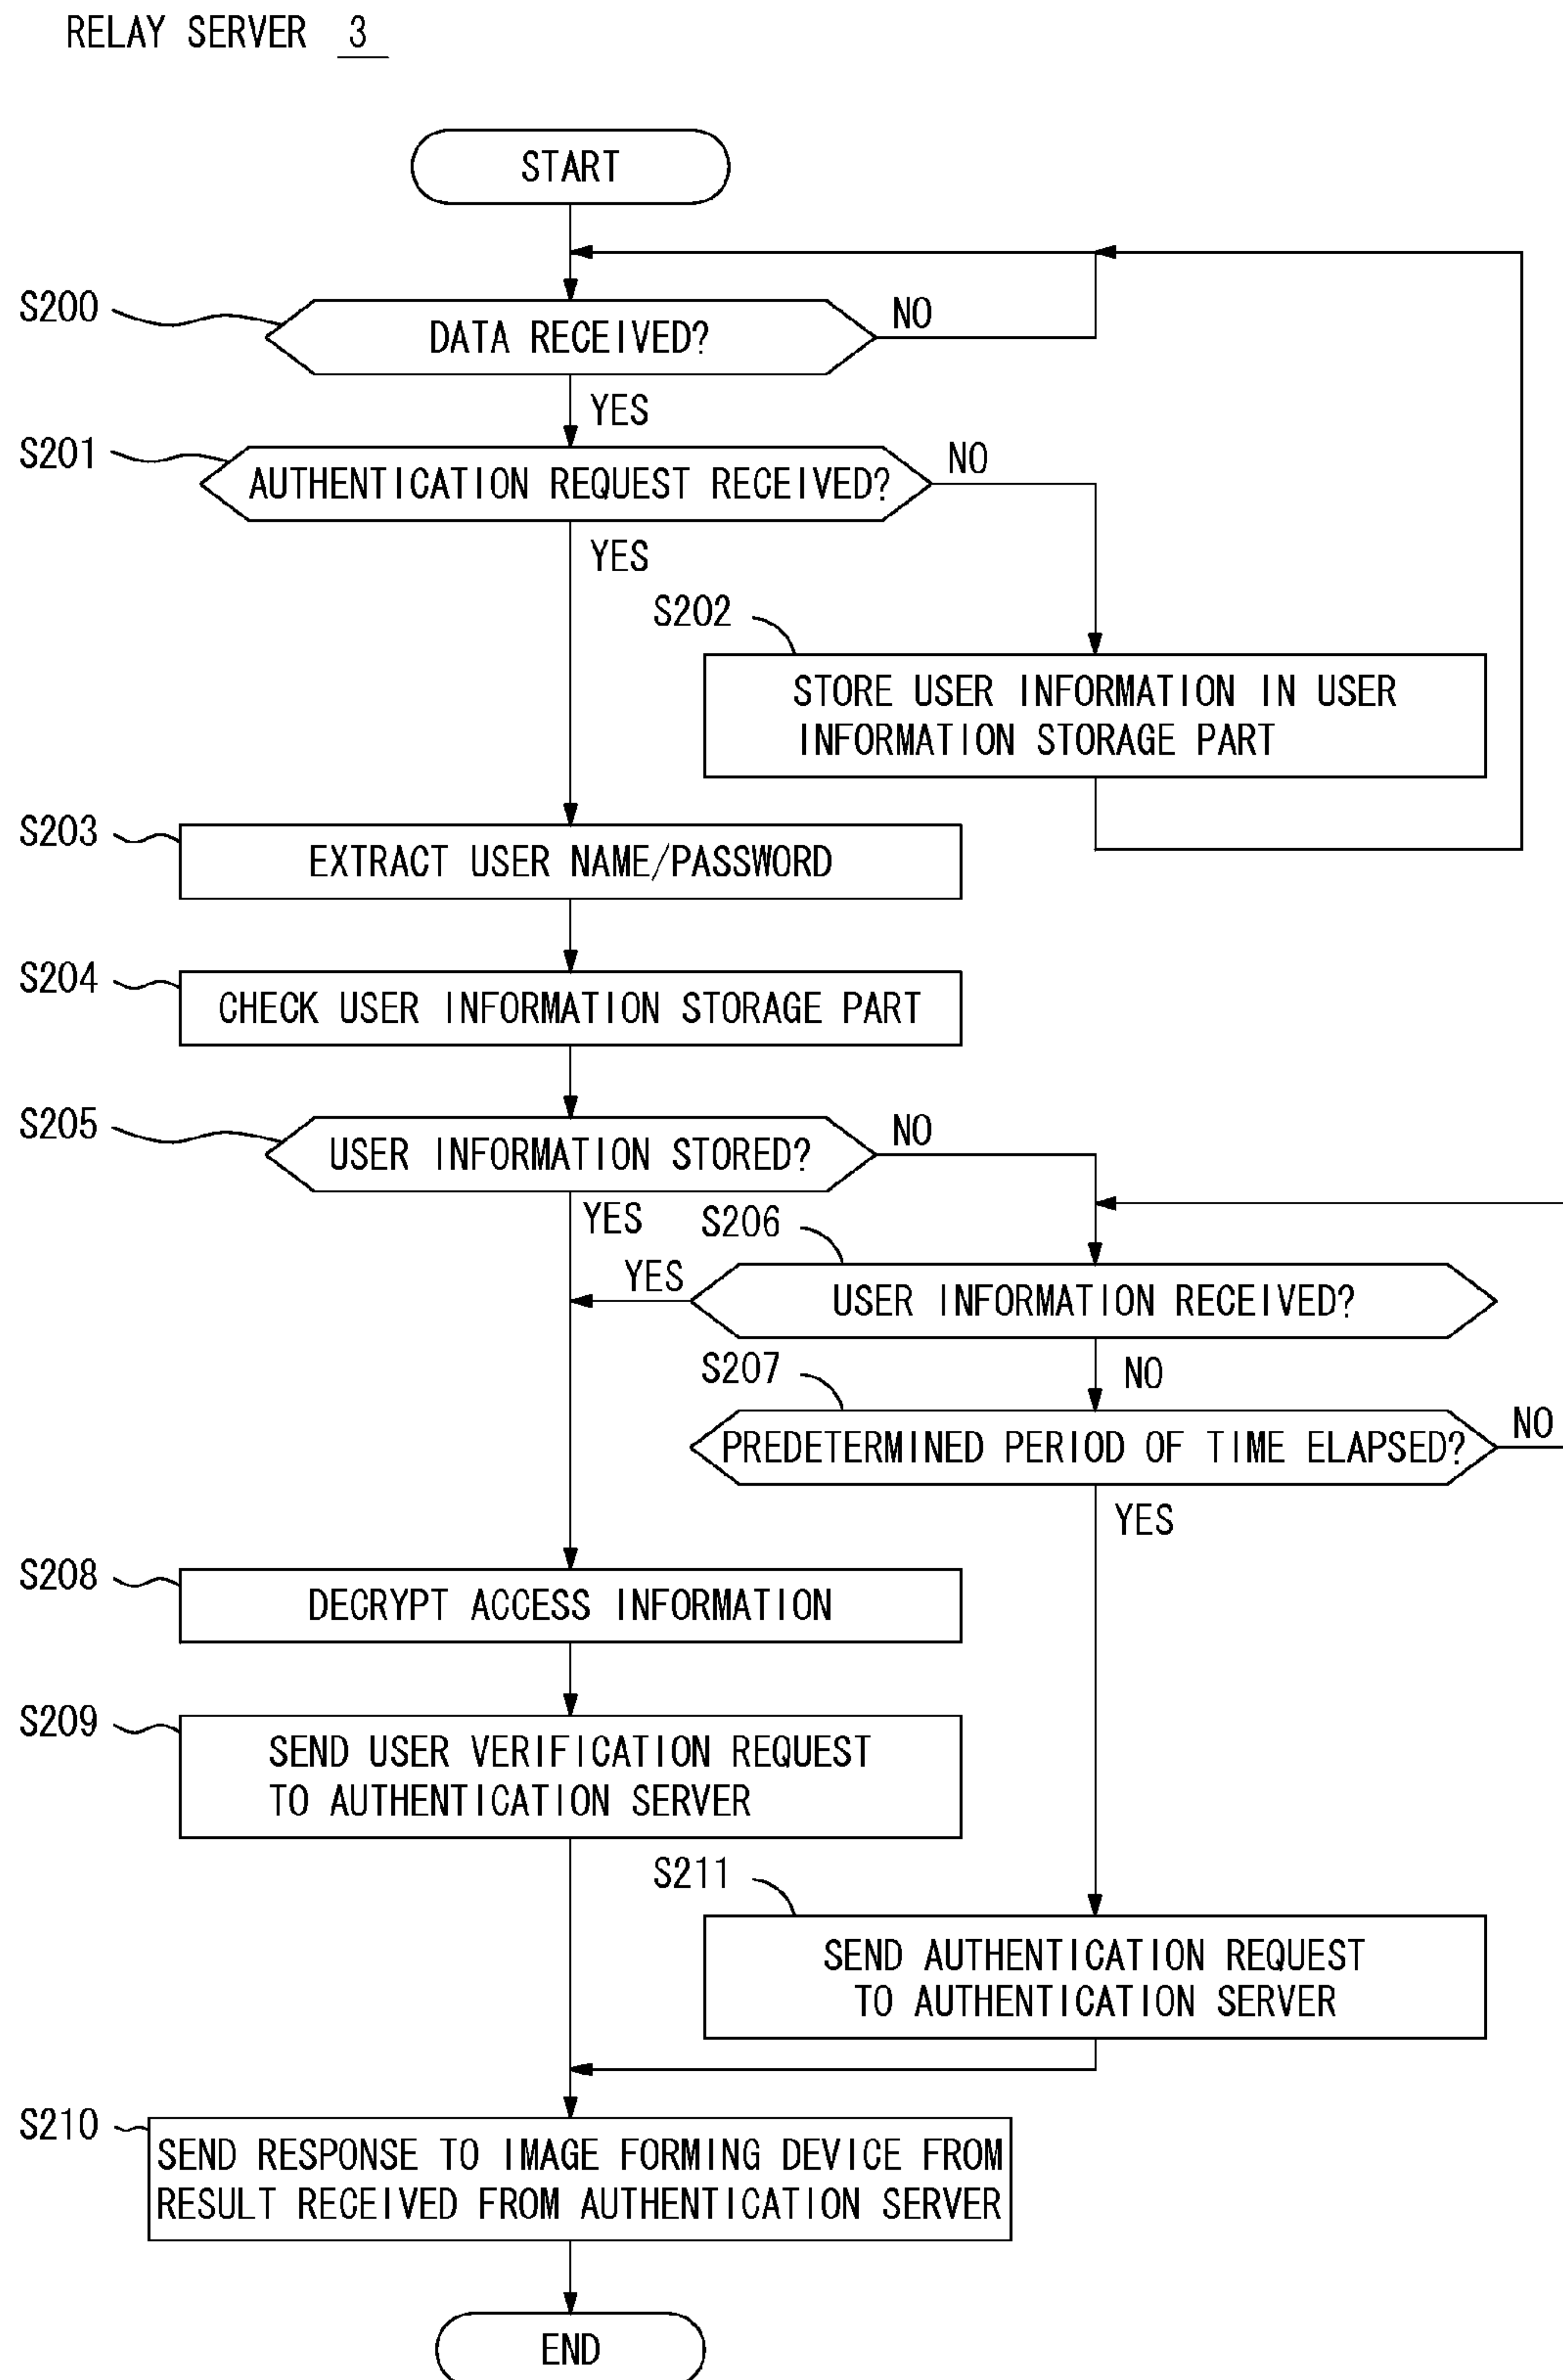 RELAY SERVER 3
START
S200
DATA RECEIVED?
NO
YES
S201
AUTHENTICATION REQUEST RECEIVED?
NO
YES
S202
STORE USER INFORMATION IN USER
INFORMATION STORAGE PART
S203
EXTRACT USER NAME/PASSWORD
S204
CHECK USER INFORMATION STORAGE PART
S205
USER INFORMATION STORED?
NO
YES
S206
YES
USER INFORMATION RECEIVED?
NO
S207
PREDETERMINED PERIOD OF TIME ELAPSED?
NO
YES
S208
DECRYPT ACCESS INFORMATION
S209
SEND USER VERIFICATION REQUEST
TO AUTHENTICATION SERVER
S211
SEND AUTHENTICATION REQUEST
TO AUTHENTICATION SERVER
S210
SEND RESPONSE TO IMAGE FORMING DEVICE FROM
RESULT RECEIVED FROM AUTHENTICATION SERVER
END